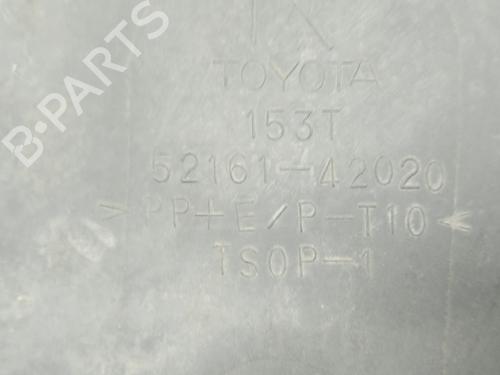 TOYOTA
153T
52161-42020
>PP+E/P-T10<
TSOP-1
B-Parts